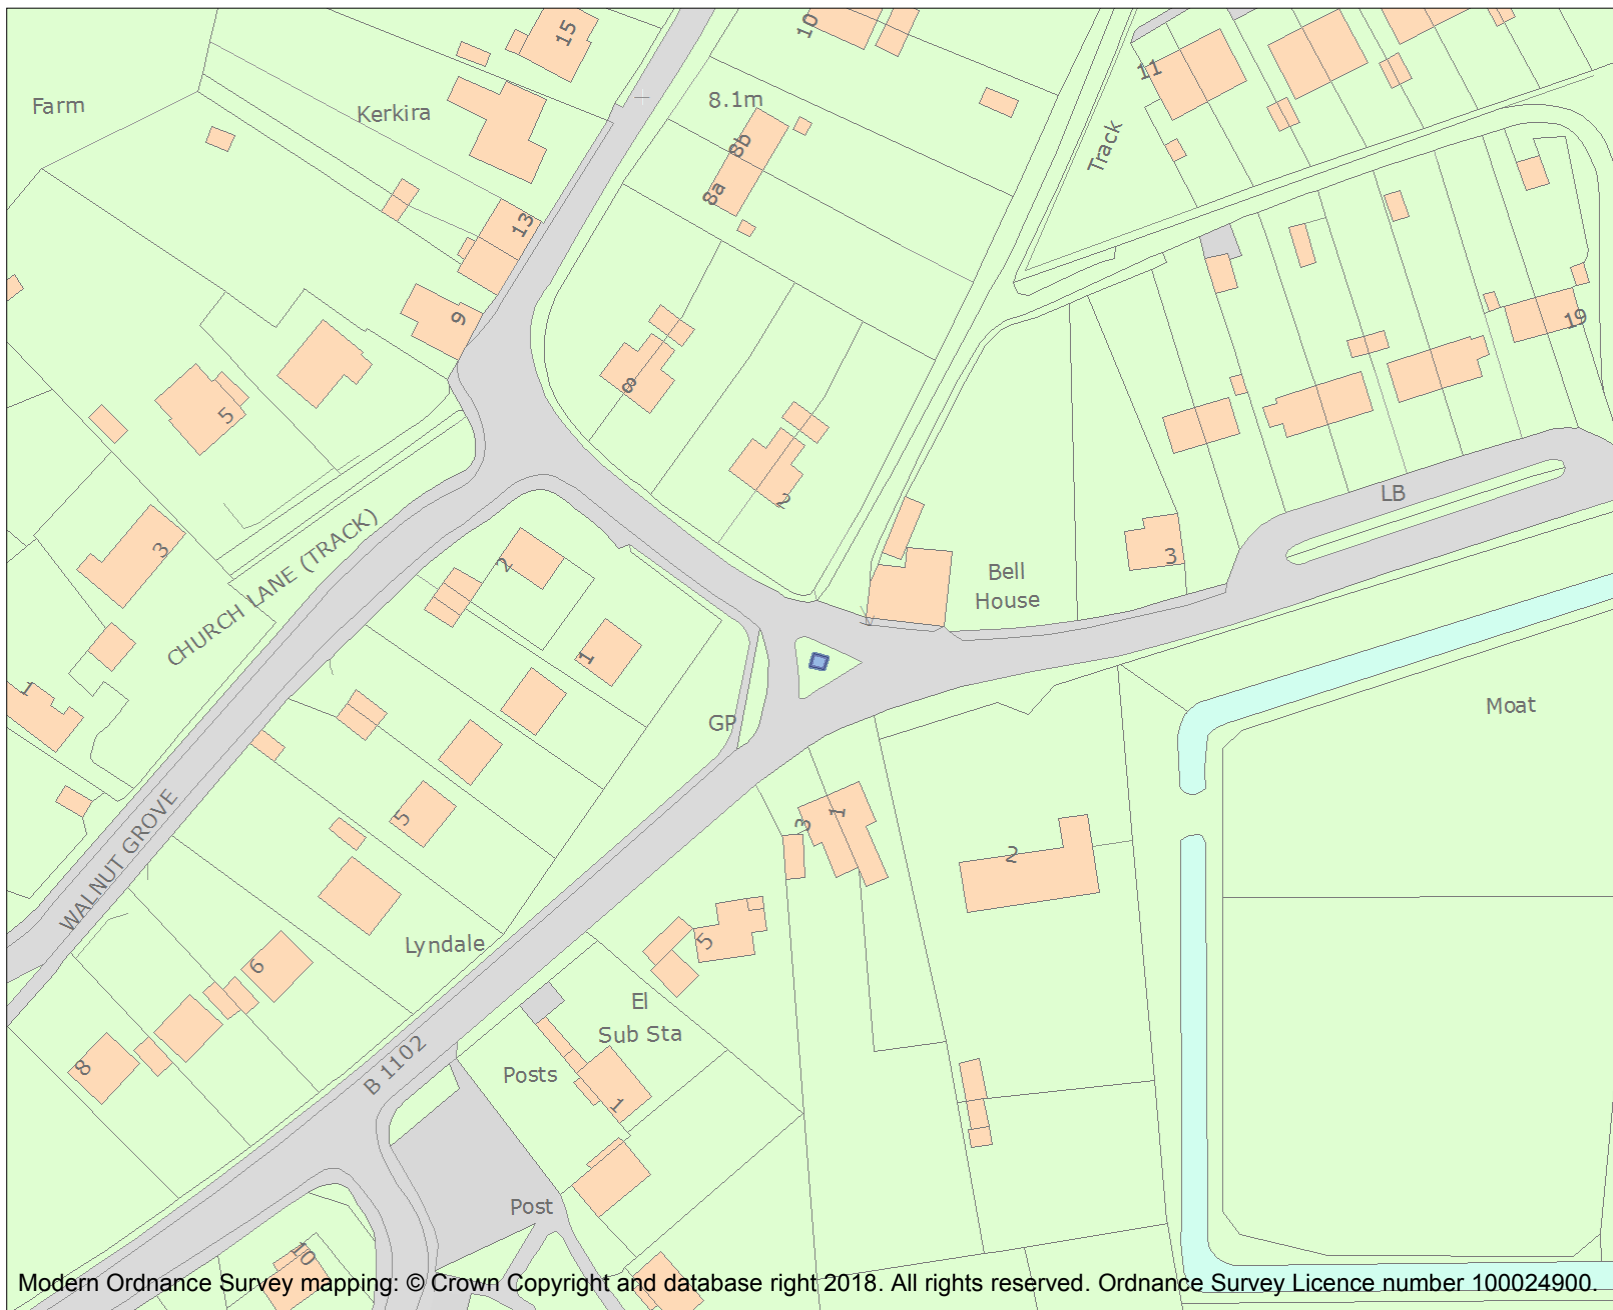 15
10
11
Farm
Kerkira
8.1m
8b
Track
8a
13
9
19
8
5
2
LB
3
CHURCH LANE (TRACK)
2
3
Bell
House
1
1
GP
Moat
WALNUT GROVE
5
3
1
2
Lyndale
5
6
El
Sub Sta
8
B 1102
Posts
1
Post
10
Modern Ordnance Survey mapping: © Crown Copyright and database right 2018. All rights reserved. Ordnance Survey Licence number 100024900.